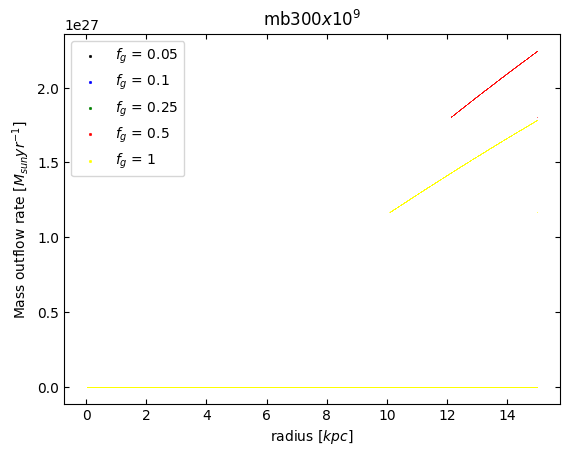 mb300x10^9
1e27
f_g = 0.05
f_g = 0.1
f_g = 0.25
f_g = 0.5
f_g = 1
Mass outflow rate [M_sun yr^−1]
2.0
1.5
1.0
0.5
0.0
0 2 4 6 8 10 12 14
radius [kpc]